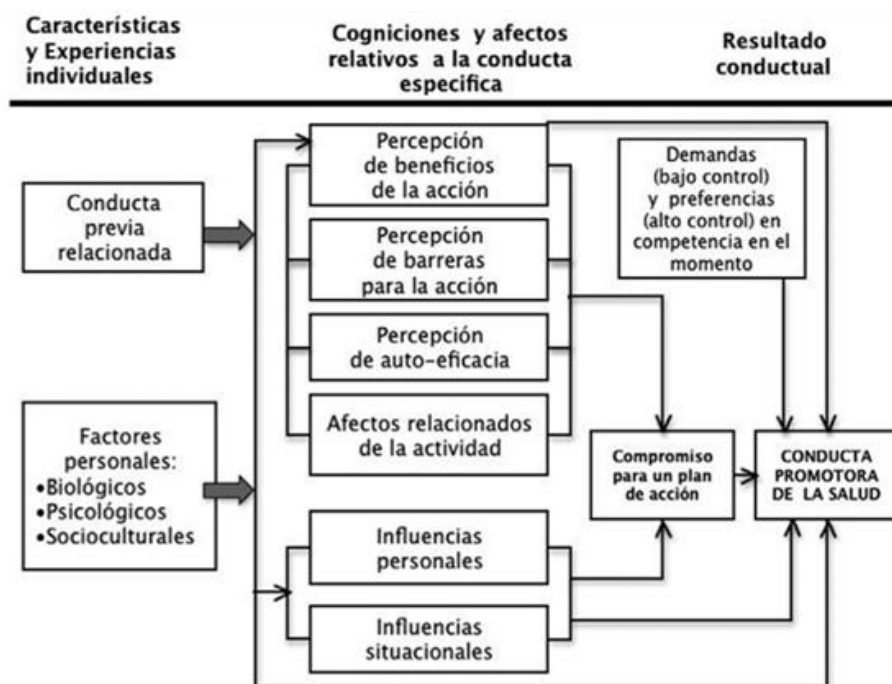 Características
y Experiencias
individuales
Cogniciones y afectos
relativos a la conducta
especifica
Resultado
conductual
Conducta
previa
relacionada
Factores
personales:
•Biológicos
•Psicológicos
•Socioculturales
Percepción
de beneficios
de la acción
Percepción
de barreras
para la acción
Percepción
de auto-eficacia
Afectos relacionados
de la actividad
Influencias
personales
Influencias
situacionales
Demandas
(bajo control)
y preferencias
(alto control) en
competencia en el
momento
Compromiso
para un plan
de acción
CONDUCTA
PROMOTORA
DE LA SALUD